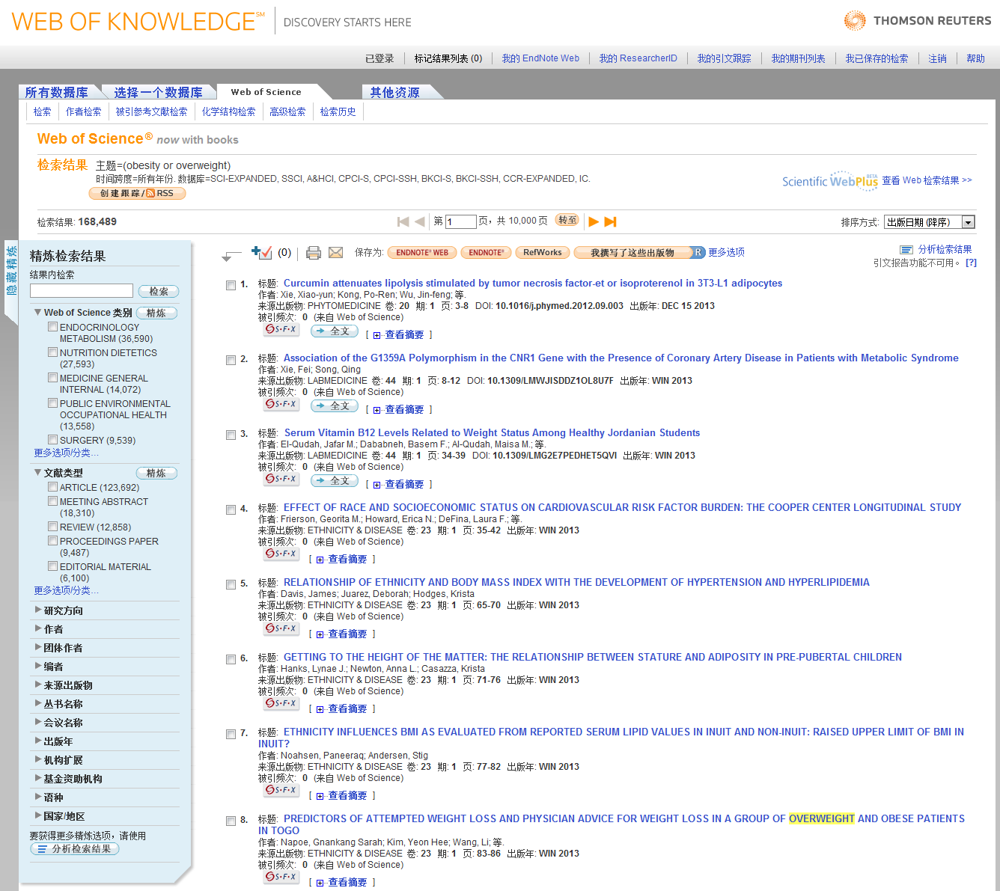 WEB OF KNOWLEDGE℠ DISCOVERY STARTS HERE
THOMSON REUTERS
已登录 标记结果列表 (0) 我的 EndNote Web 我的 ResearcherID 我的引文跟踪 我的期刊列表 我已保存的检索 注销 帮助
所有数据库 选择一个数据库 Web of Science 其他资源
检索 作者检索 被引参考文献检索 化学结构检索 高级检索 检索历史
Web of Science® now with books
检索结果 主题=(obesity or overweight)
时间跨度=所有年份. 数据库=SCI-EXPANDED, SSCI, A&HCI, CPCI-S, CPCI-SSH, BKCI-S, BKCI-SSH, CCR-EXPANDED, IC.
创建跟踪/ RSS
Scientific WebPlus BETA 查看 Web 检索结果 >>
检索结果: 168,489
第 1 页，共 10,000 页 转至
排序方式: 出版日期 (降序)
隐藏精炼
精炼检索结果
结果内检索
检索
Web of Science 类别 精炼
ENDOCRINOLOGY
METABOLISM (36,590)
NUTRITION DIETETICS
(27,593)
MEDICINE GENERAL
INTERNAL (14,072)
PUBLIC ENVIRONMENTAL
OCCUPATIONAL HEALTH
(13,558)
SURGERY (9,539)
更多选项/分类...
文献类型 精炼
ARTICLE (123,692)
MEETING ABSTRACT
(18,310)
REVIEW (12,858)
PROCEEDINGS PAPER
(9,487)
EDITORIAL MATERIAL
(6,100)
更多选项/分类...
研究方向
作者
团体作者
编者
来源出版物
丛书名称
会议名称
出版年
机构扩展
基金资助机构
语种
国家/地区
要获得更多精炼选项，请使用
分析检索结果
(0) 保存为: ENDNOTE® WEB ENDNOTE® RefWorks 我撰写了这些出版物 R 更多选项
分析检索结果
引文报告功能不可用。 [?]
1. 标题: Curcumin attenuates lipolysis stimulated by tumor necrosis factor-et or isoproterenol in 3T3-L1 adipocytes
作者: Xie, Xiao-yun; Kong, Po-Ren; Wu, Jin-feng; 等.
来源出版物: PHYTOMEDICINE 卷: 20 期: 1 页: 3-8 DOI: 10.1016/j.phymed.2012.09.003 出版年: DEC 15 2013
被引频次: 0 (来自 Web of Science)
S·F·X 全文 [ 查看摘要 ]
2. 标题: Association of the G1359A Polymorphism in the CNR1 Gene with the Presence of Coronary Artery Disease in Patients with Metabolic Syndrome
作者: Xie, Fei; Song, Qing
来源出版物: LABMEDICINE 卷: 44 期: 1 页: 8-12 DOI: 10.1309/LMWJISDDZ1OL8U7F 出版年: WIN 2013
被引频次: 0 (来自 Web of Science)
S·F·X 全文 [ 查看摘要 ]
3. 标题: Serum Vitamin B12 Levels Related to Weight Status Among Healthy Jordanian Students
作者: El-Qudah, Jafar M.; Dababneh, Basem F.; Al-Qudah, Maisa M.; 等.
来源出版物: LABMEDICINE 卷: 44 期: 1 页: 34-39 DOI: 10.1309/LMG2E7PEDHET5QVI 出版年: WIN 2013
被引频次: 0 (来自 Web of Science)
S·F·X 全文 [ 查看摘要 ]
4. 标题: EFFECT OF RACE AND SOCIOECONOMIC STATUS ON CARDIOVASCULAR RISK FACTOR BURDEN: THE COOPER CENTER LONGITUDINAL STUDY
作者: Frierson, Georita M.; Howard, Erica N.; DeFina, Laura F.; 等.
来源出版物: ETHNICITY & DISEASE 卷: 23 期: 1 页: 35-42 出版年: WIN 2013
被引频次: 0 (来自 Web of Science)
S·F·X [ 查看摘要 ]
5. 标题: RELATIONSHIP OF ETHNICITY AND BODY MASS INDEX WITH THE DEVELOPMENT OF HYPERTENSION AND HYPERLIPIDEMIA
作者: Davis, James; Juarez, Deborah; Hodges, Krista
来源出版物: ETHNICITY & DISEASE 卷: 23 期: 1 页: 65-70 出版年: WIN 2013
被引频次: 0 (来自 Web of Science)
S·F·X [ 查看摘要 ]
6. 标题: GETTING TO THE HEIGHT OF THE MATTER: THE RELATIONSHIP BETWEEN STATURE AND ADIPOSITY IN PRE-PUBERTAL CHILDREN
作者: Hanks, Lynae J.; Newton, Anna L.; Casazza, Krista
来源出版物: ETHNICITY & DISEASE 卷: 23 期: 1 页: 71-76 出版年: WIN 2013
被引频次: 0 (来自 Web of Science)
S·F·X [ 查看摘要 ]
7. 标题: ETHNICITY INFLUENCES BMI AS EVALUATED FROM REPORTED SERUM LIPID VALUES IN INUIT AND NON-INUIT: RAISED UPPER LIMIT OF BMI IN
INUIT?
作者: Noahsen, Paneeraq; Andersen, Stig
来源出版物: ETHNICITY & DISEASE 卷: 23 期: 1 页: 77-82 出版年: WIN 2013
被引频次: 0 (来自 Web of Science)
S·F·X [ 查看摘要 ]
8. 标题: PREDICTORS OF ATTEMPTED WEIGHT LOSS AND PHYSICIAN ADVICE FOR WEIGHT LOSS IN A GROUP OF OVERWEIGHT AND OBESE PATIENTS
IN TOGO
作者: Napoe, Gnankang Sarah; Kim, Yeon Hee; Wang, Li; 等.
来源出版物: ETHNICITY & DISEASE 卷: 23 期: 1 页: 83-86 出版年: WIN 2013
被引频次: 0 (来自 Web of Science)
S·F·X [ 查看摘要 ]